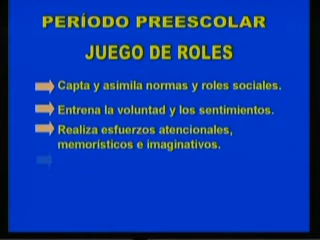 PERÍODO PREESCOLAR
JUEGO DE ROLES
Capta y asimila normas y roles sociales.
Entrena la voluntad y los sentimientos.
Realiza esfuerzos atencionales,
memorísticos e imaginativos.